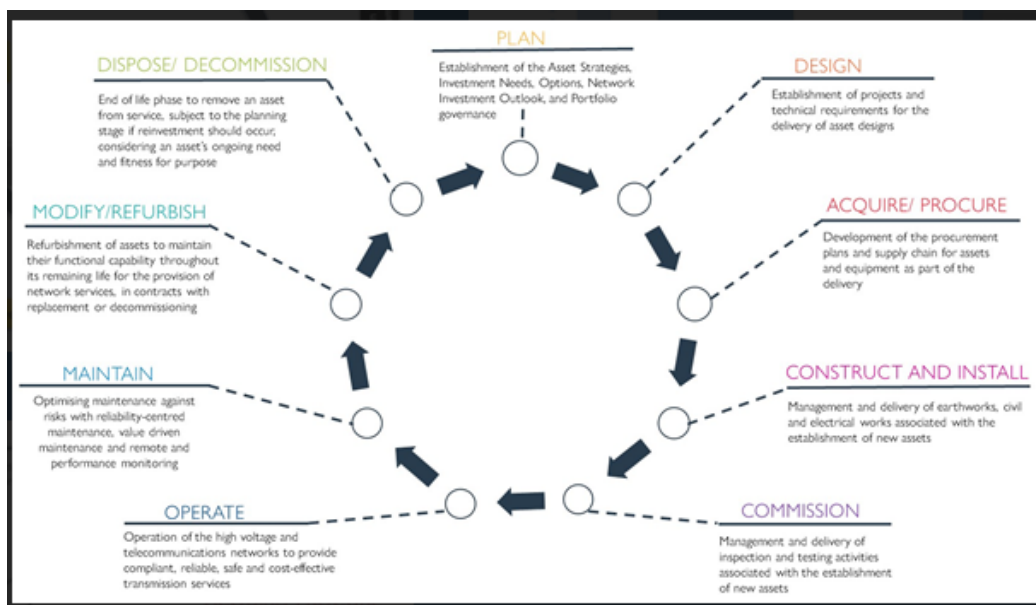 PLAN
Establishment of the Asset Strategies,
Investment Needs, Options, Network
Investment Outlook, and Portfolio
governance
DESIGN
Establishment of projects and
technical requirements for the
delivery of asset designs
ACQUIRE/ PROCURE
Development of the procurement
plans and supply chain for assets
and equipment as part of the
delivery
CONSTRUCT AND INSTALL
Management and delivery of earthworks, civil
and electrical works associated with the
establishment of new assets
COMMISSION
Management and delivery of
inspection and testing activities
associated with the establishment
of new assets
OPERATE
Operation of the high voltage and
telecommunications networks to provide
compliant, reliable, safe and cost-effective
transmission services
MAINTAIN
Optimising maintenance against
risks with reliability-centred
maintenance, value driven
maintenance and remote and
performance monitoring
MODIFY/REFURBISH
Refurbishment of assets to maintain
their functional capability throughout
its remaining life for the provision of
network services, in contracts with
replacement or decommissioning
DISPOSE/ DECOMMISSION
End of life phase to remove an asset
from service, subject to the planning
stage if reinvestment should occur,
considering an asset's ongoing need
and fitness for purpose